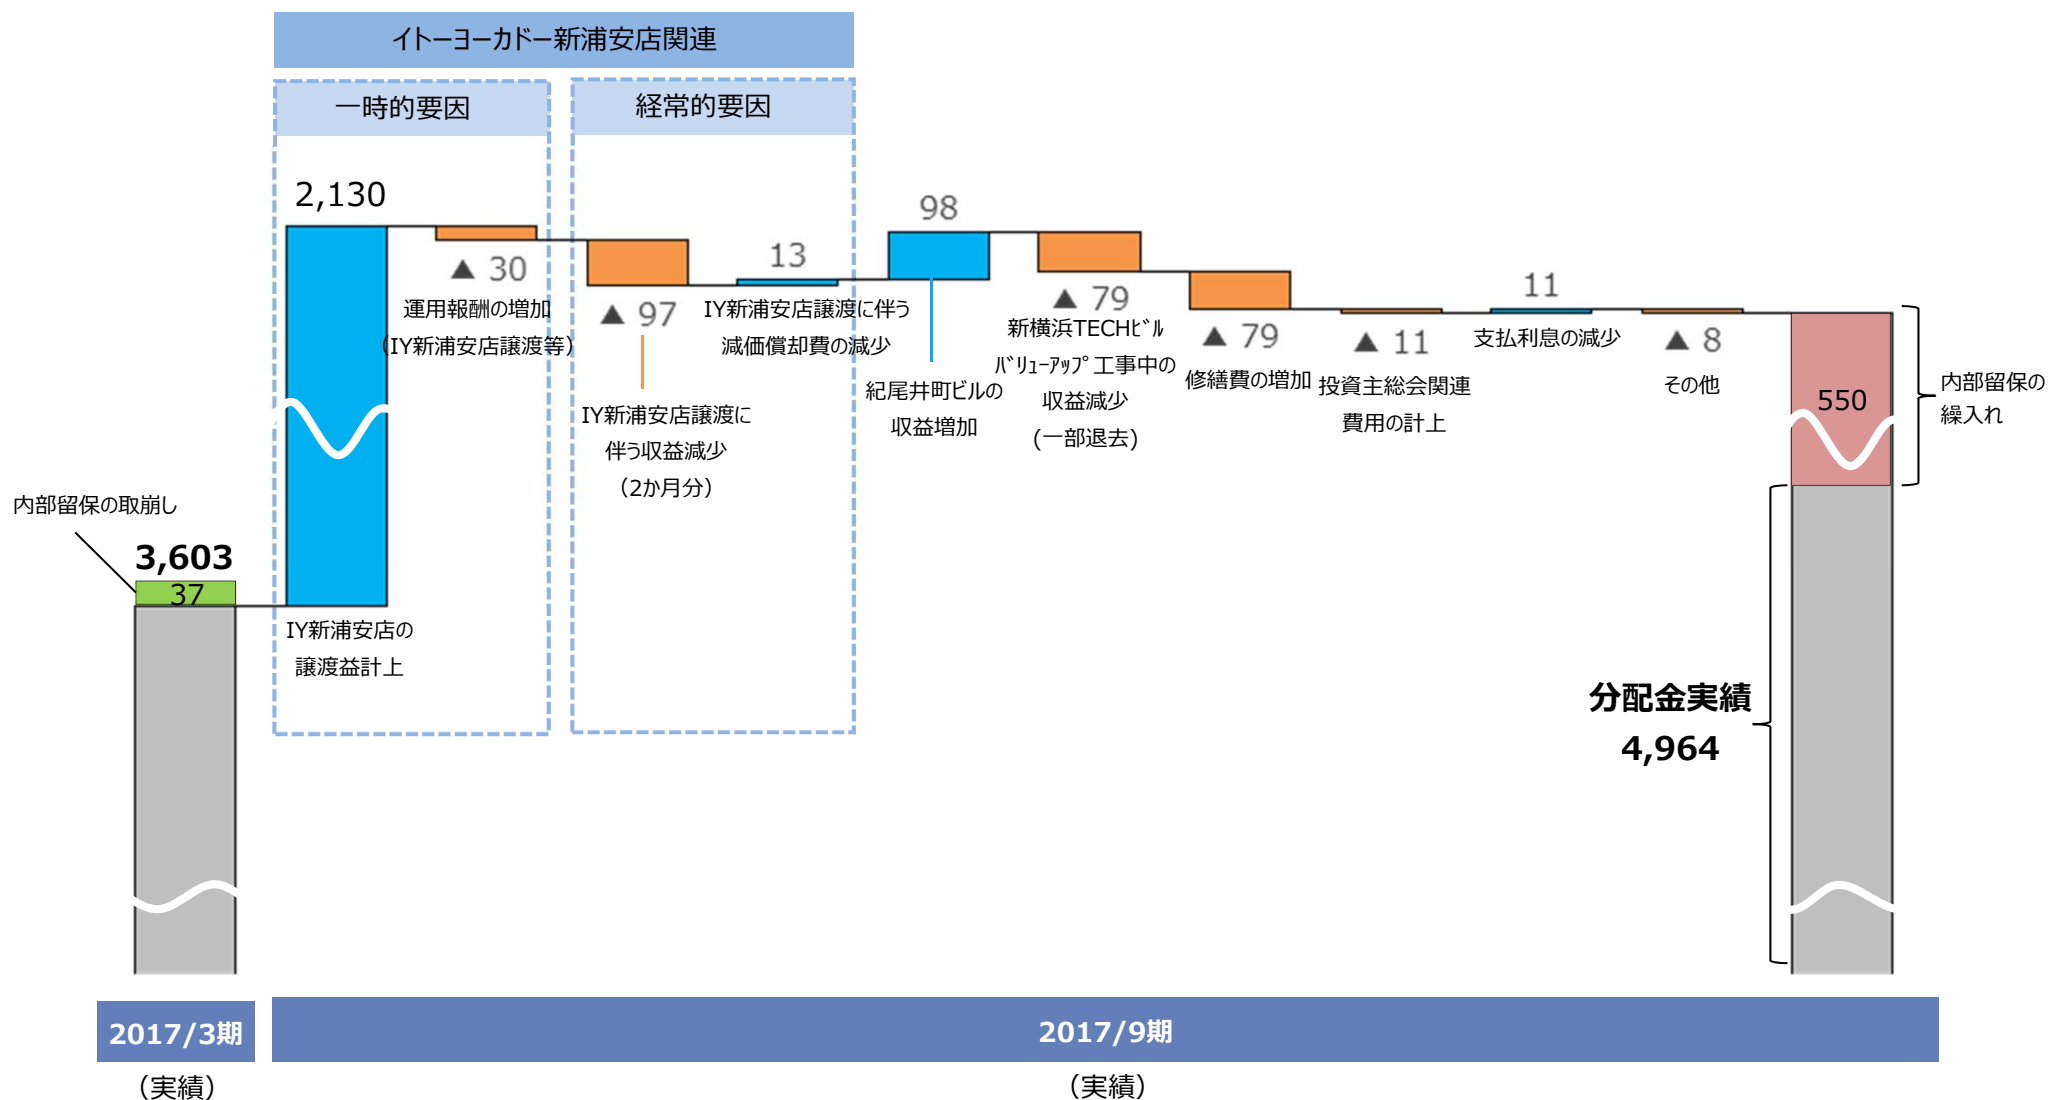 イトーヨーカドー新浦安店関連
一時的要因
経常的要因
2,130
▲ 30
運用報酬の増加
(IY新浦安店譲渡等)
▲ 97
IY新浦安店譲渡に
伴う収益減少
(2か月分)
13
IY新浦安店譲渡に伴う
減価償却費の減少
98
紀尾井町ビルの
収益増加
▲ 79
新横浜TECHビル
バリューアップ工事中の
収益減少
(一部退去)
▲ 79
修繕費の増加
▲ 11
投資主総会関連
費用の計上
11
支払利息の減少
▲ 8
その他
550
内部留保の
繰入れ
内部留保の取崩し
3,603
37
IY新浦安店の
譲渡益計上
分配金実績
4,964
2017/3期
(実績)
2017/9期
(実績)